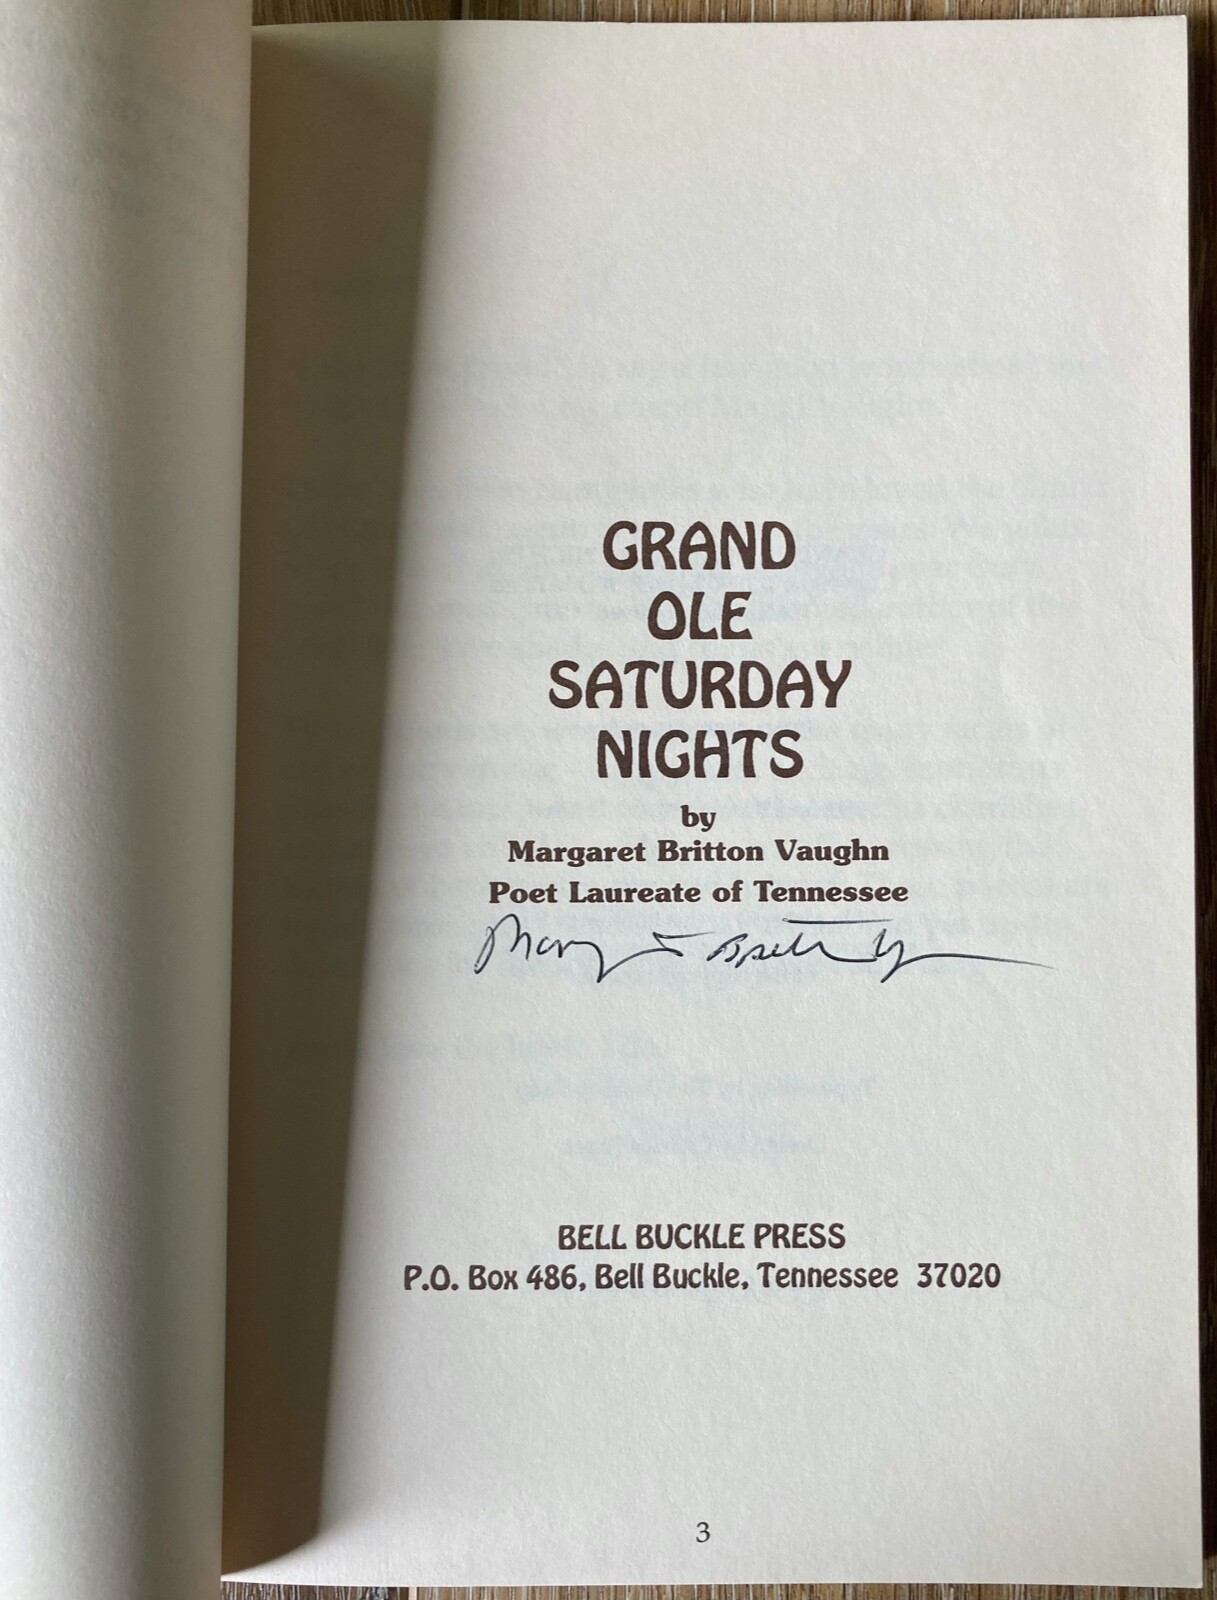 GRAND
OLE
SATURDAY
NIGHTS
by
Margaret Britton Vaughn
Poet Laureate of Tennessee
BELL BUCKLE PRESS
P.O. Box 486, Bell Buckle, Tennessee 37020
3